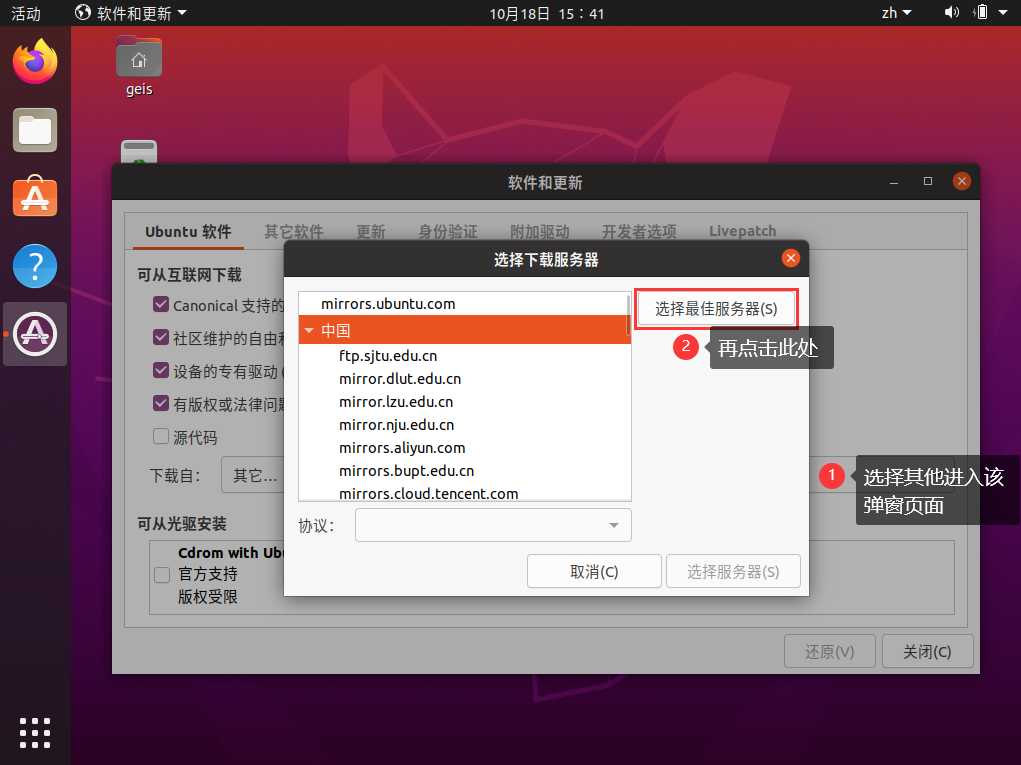 活动
软件和更新
10月18日 15：41
zh
geis
软件和更新
Ubuntu 软件
其它软件
更新
身份验证
附加驱动
开发者选项
Livepatch
选择下载服务器
可从互联网下载
Canonical 支持的
社区维护的自由和
设备的专有驱动 (
有版权或法律问题
源代码
下载自：
其它…
mirrors.ubuntu.com
中国
ftp.sjtu.edu.cn
mirror.dlut.edu.cn
mirror.lzu.edu.cn
mirror.nju.edu.cn
mirrors.aliyun.com
mirrors.bupt.edu.cn
mirrors.cloud.tencent.com
选择最佳服务器(S)
2
再点击此处
1
选择其他进入该
弹窗页面
协议：
取消(C)
选择服务器(S)
可从光驱安装
Cdrom with Ubu
官方支持
版权受限
还原(V)
关闭(C)